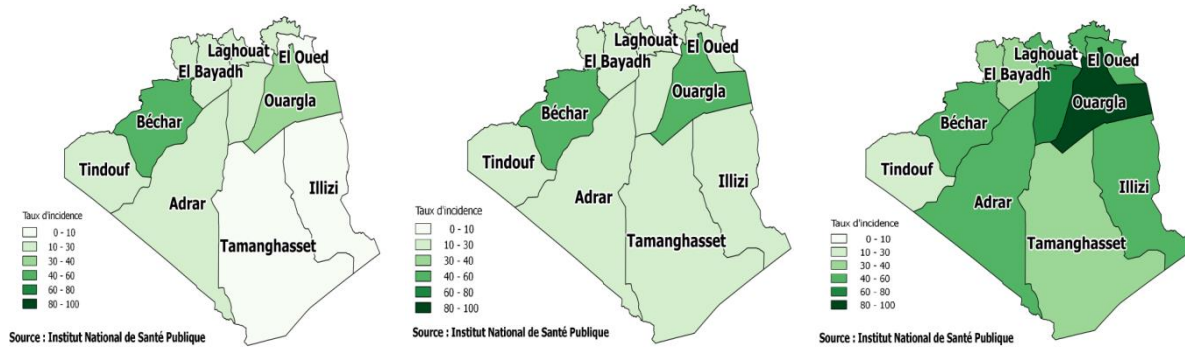 Laghouat
El Oued
El Bayadh
Ouargla
Béchar
Tindouf
Illizi
Adrar
Taux d'incidence
0 - 10
10 - 30
30 - 40
40 - 60
60 - 80
80 - 100
Tamanghasset
Source : Institut National de Santé Publique
Laghouat
El Oued
El Bayadh
Ouargla
Béchar
Tindouf
Illizi
Adrar
Taux d'incidence
0 - 10
10 - 30
30 - 40
40 - 60
60 - 80
80 - 100
Tamanghasset
Source : Institut National de Santé Publique
Laghouat
El Oued
El Bayadh
Ouargla
Béchar
Tindouf
Illizi
Adrar
Taux d'incidence
0 - 10
10 - 30
30 - 40
40 - 60
60 - 80
80 - 100
Tamanghasset
Source : Institut National de Santé Publique